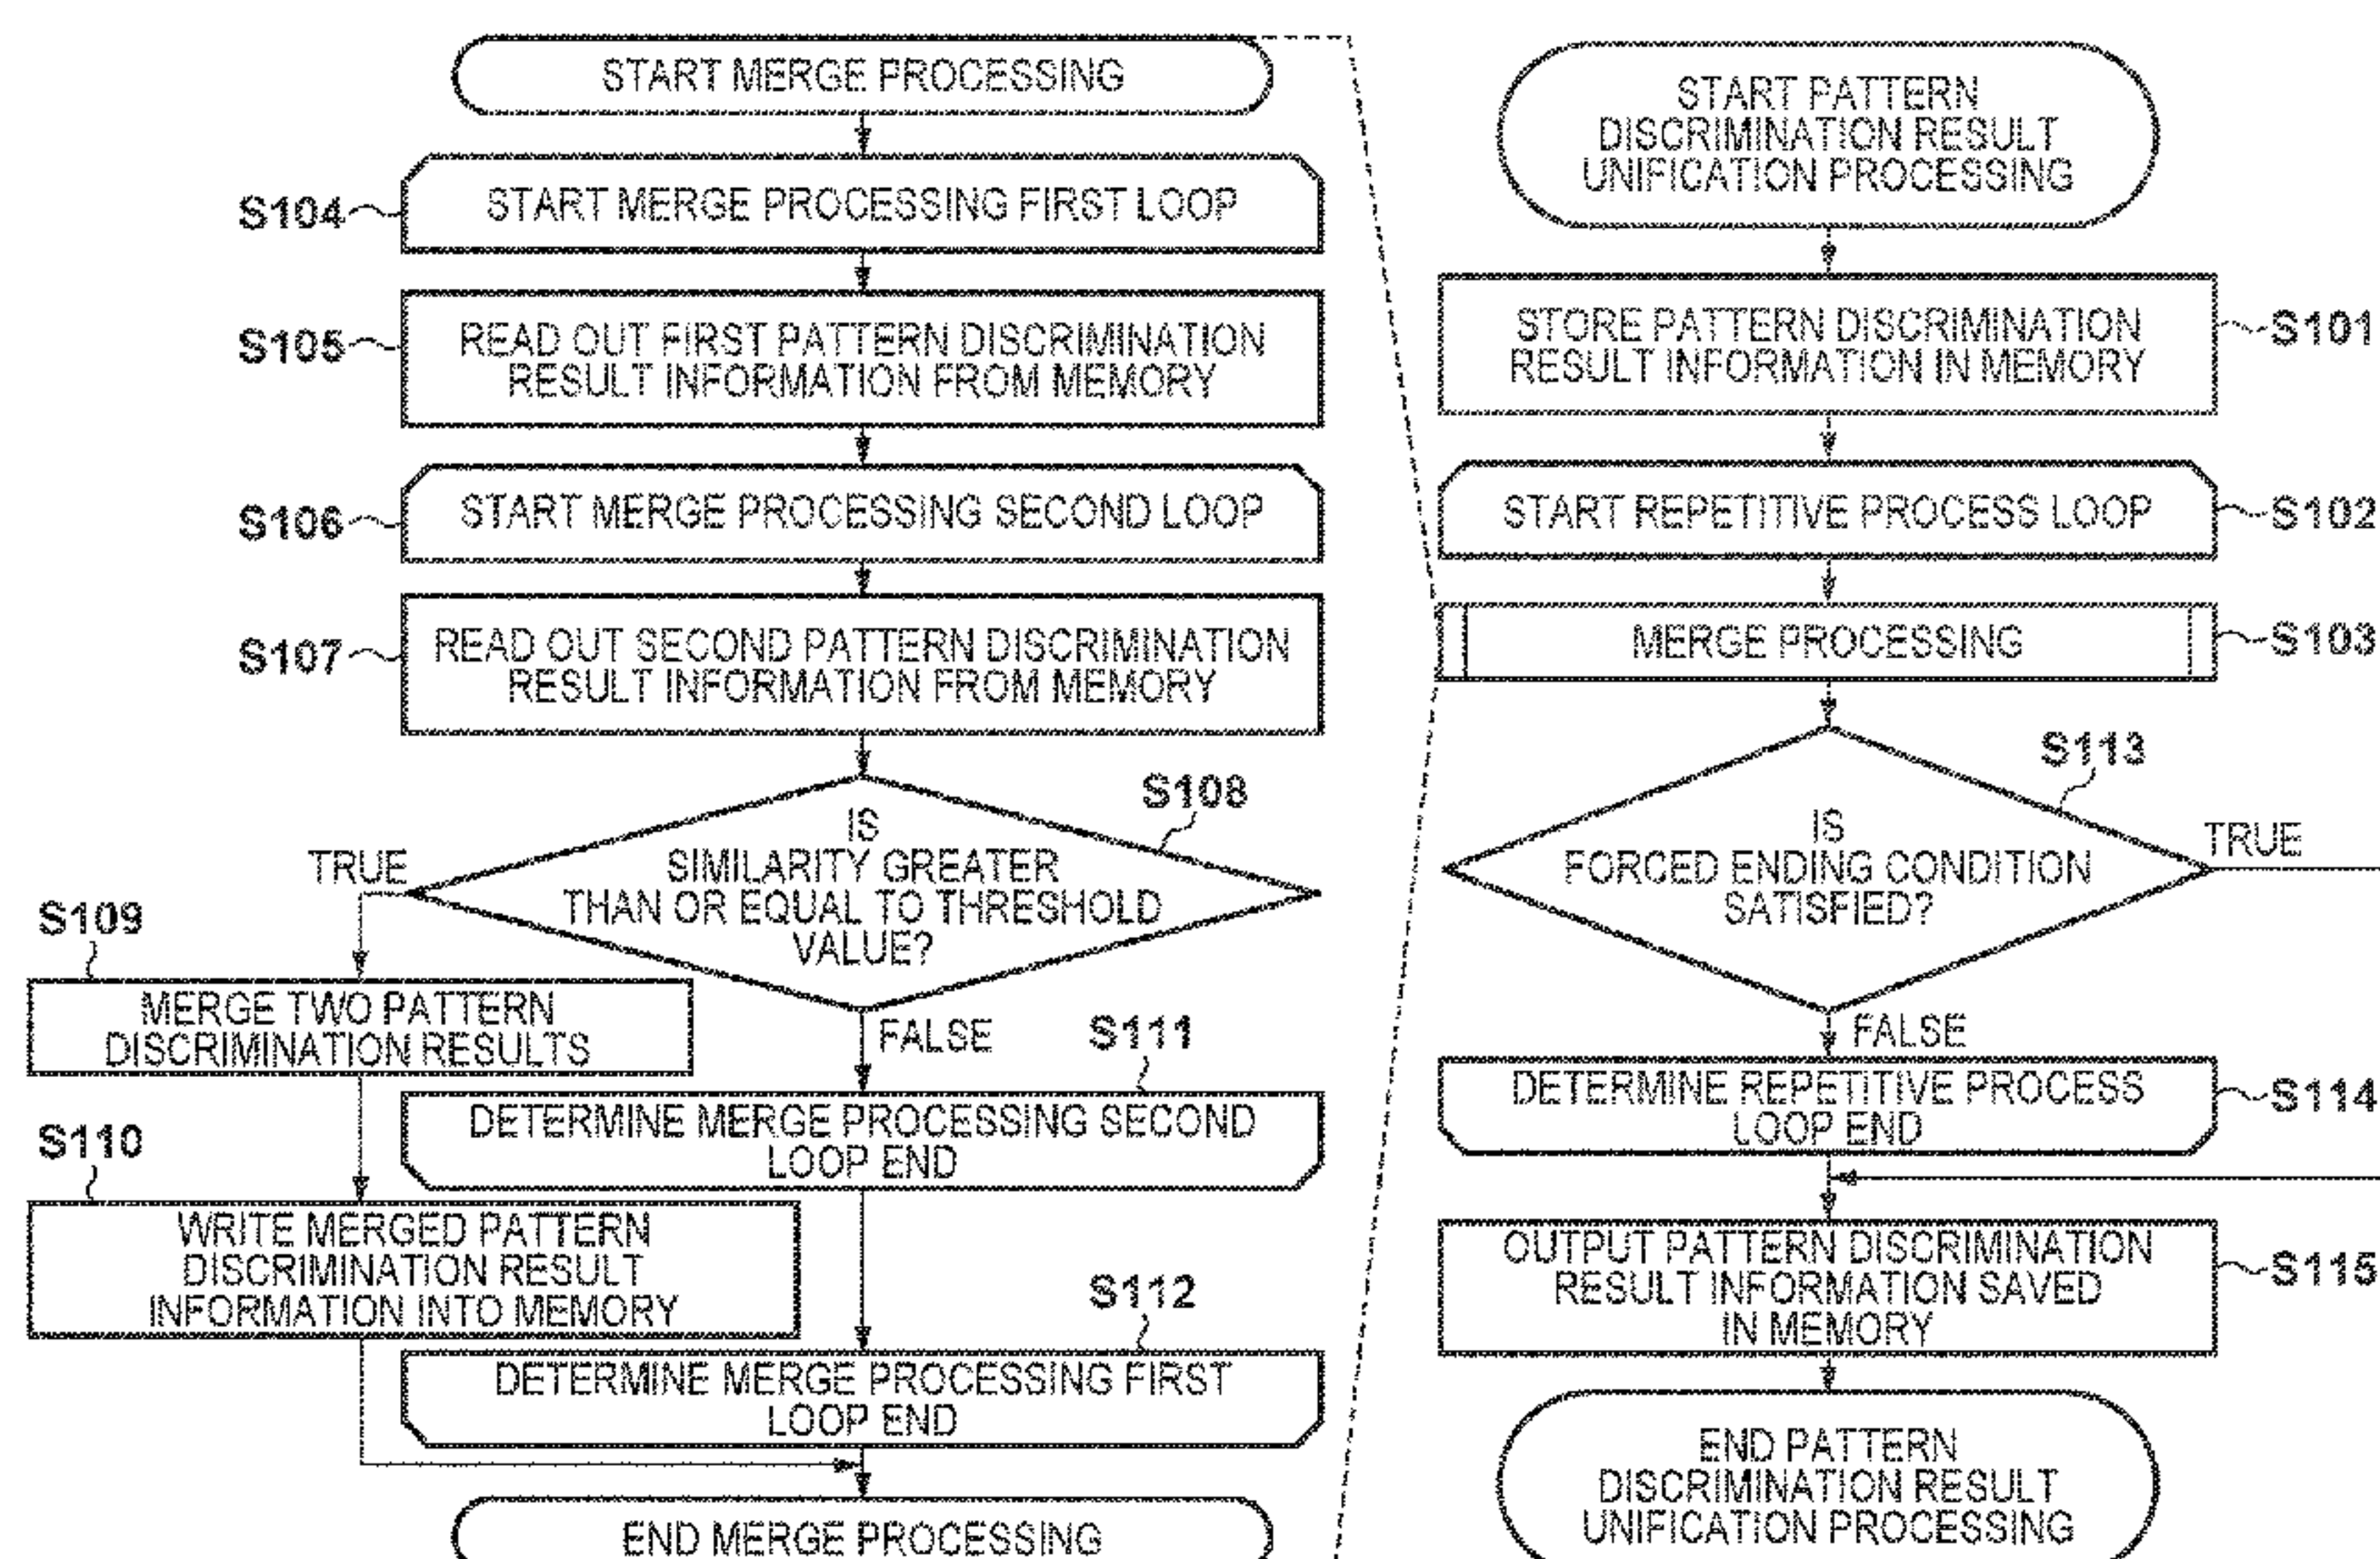 START MERGE PROCESSING
S104
START MERGE PROCESSING FIRST LOOP
S105
READ OUT FIRST PATTERN DISCRIMINATION
RESULT INFORMATION FROM MEMORY
S106
START MERGE PROCESSING SECOND LOOP
S107
READ OUT SECOND PATTERN DISCRIMINATION
RESULT INFORMATION FROM MEMORY
S108
IS
SIMILARITY GREATER
THAN OR EQUAL TO THRESHOLD
VALUE?
TRUE
S109
MERGE TWO PATTERN
DISCRIMINATION RESULTS
FALSE
S111
DETERMINE MERGE PROCESSING SECOND
LOOP END
S110
WRITE MERGED PATTERN
DISCRIMINATION RESULT
INFORMATION INTO MEMORY
S112
DETERMINE MERGE PROCESSING FIRST
LOOP END
END MERGE PROCESSING
START PATTERN
DISCRIMINATION RESULT
UNIFICATION PROCESSING
STORE PATTERN DISCRIMINATION
RESULT INFORMATION IN MEMORY
S101
START REPETITIVE PROCESS LOOP
S102
MERGE PROCESSING
S103
S113
IS
FORCED ENDING CONDITION
SATISFIED?
TRUE
FALSE
DETERMINE REPETITIVE PROCESS
LOOP END
S114
OUTPUT PATTERN DISCRIMINATION
RESULT INFORMATION SAVED
IN MEMORY
S115
END PATTERN
DISCRIMINATION RESULT
UNIFICATION PROCESSING